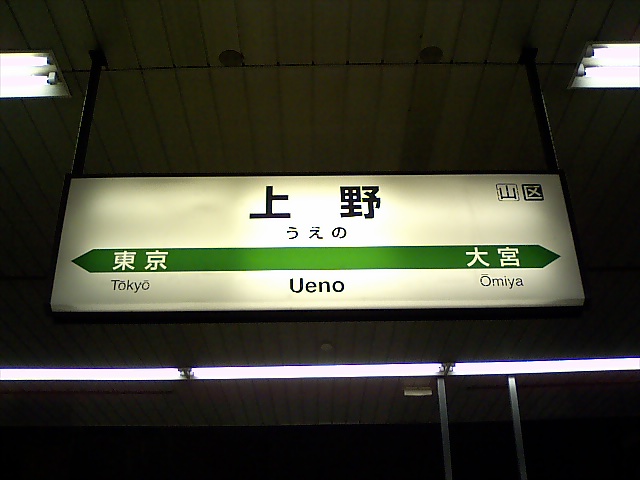 上野 山 区
うえの
東京 大宮
Tōkyō Ueno Ōmiya